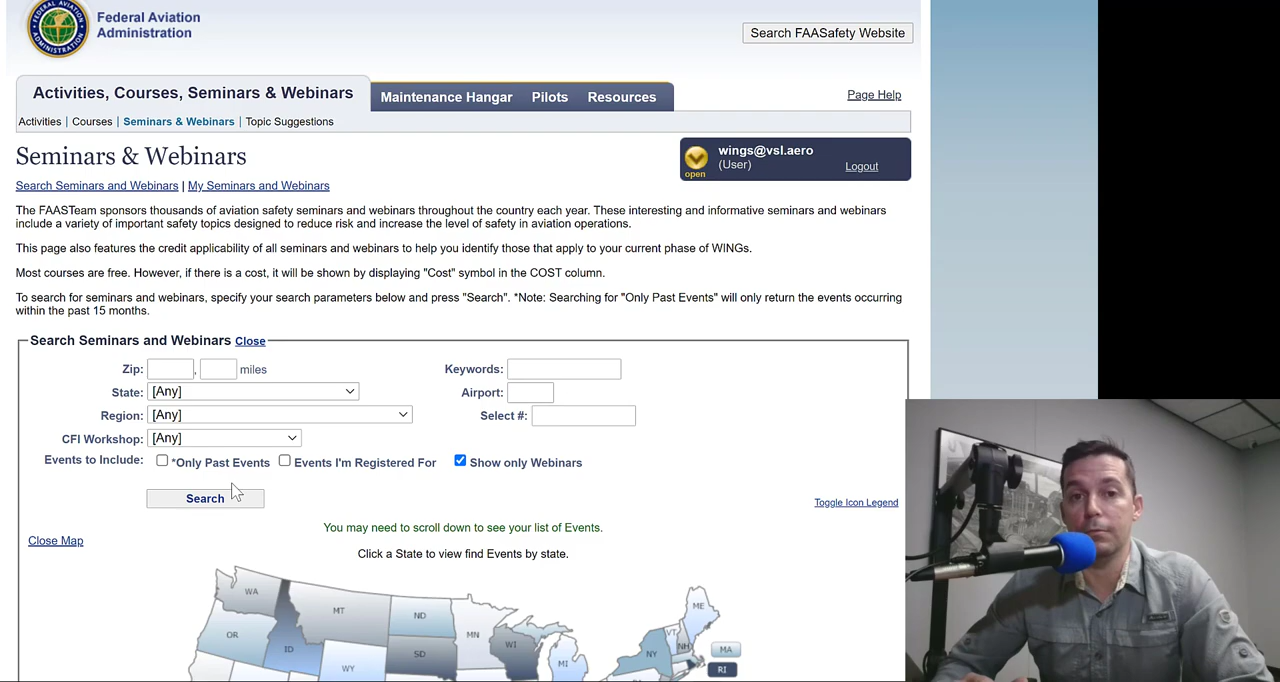 Federal Aviation
Administration
Search FAASafety Website
Activities, Courses, Seminars & Webinars
Maintenance Hangar
Pilots
Resources
Page Help
Activities | Courses | Seminars & Webinars | Topic Suggestions
Seminars & Webinars
wings@vsl.aero
(User)
Logout
open
Search Seminars and Webinars | My Seminars and Webinars
The FAASTeam sponsors thousands of aviation safety seminars and webinars throughout the country each year. These interesting and informative seminars and webinars
include a variety of important safety topics designed to reduce risk and increase the level of safety in aviation operations.
This page also features the credit applicability of all seminars and webinars to help you identify those that apply to your current phase of WINGs.
Most courses are free. However, if there is a cost, it will be shown by displaying "Cost" symbol in the COST column.
To search for seminars and webinars, specify your search parameters below and press "Search". *Note: Searching for "Only Past Events" will only return the events occurring
within the past 15 months.
Search Seminars and Webinars Close
Zip: , miles
Keywords:
State: [Any]
Airport:
Region: [Any]
Select #:
CFI Workshop: [Any]
Events to Include: *Only Past Events Events I'm Registered For Show only Webinars
Search
Toggle Icon Legend
You may need to scroll down to see your list of Events.
Close Map
Click a State to view find Events by state.
WA
MT
ND
MN
ME
VT
NH
OR
ID
SD
WI
NY
MA
WY
MI
RI